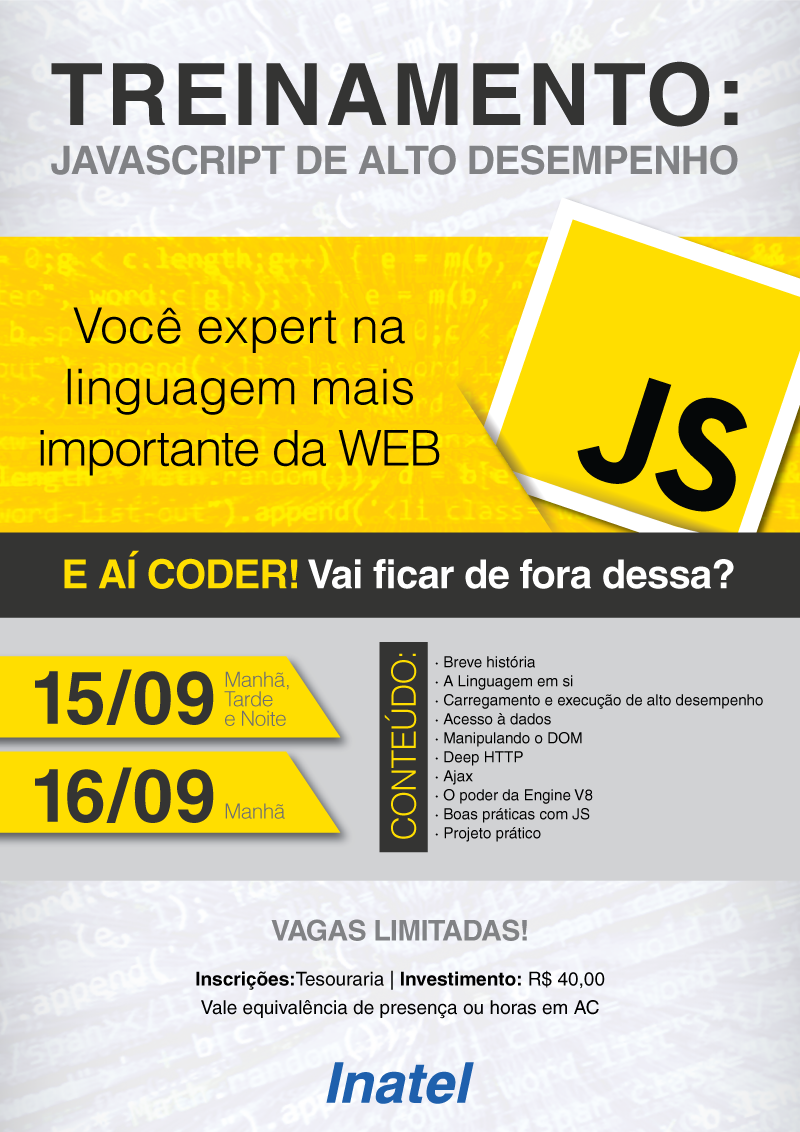 TREINAMENTO:
JAVASCRIPT DE ALTO DESEMPENHO
Você expert na
linguagem mais
importante da WEB
JS
E AÍ CODER! Vai ficar de fora dessa?
15/09 Manhã,
Tarde
e Noite
16/09 Manhã
CONTEÚDO:
· Breve história
· A Linguagem em si
· Carregamento e execução de alto desempenho
· Acesso à dados
· Manipulando o DOM
· Deep HTTP
· Ajax
· O poder da Engine V8
· Boas práticas com JS
· Projeto prático
VAGAS LIMITADAS!
Inscrições:Tesouraria | Investimento: R$ 40,00
Vale equivalência de presença ou horas em AC
Inatel